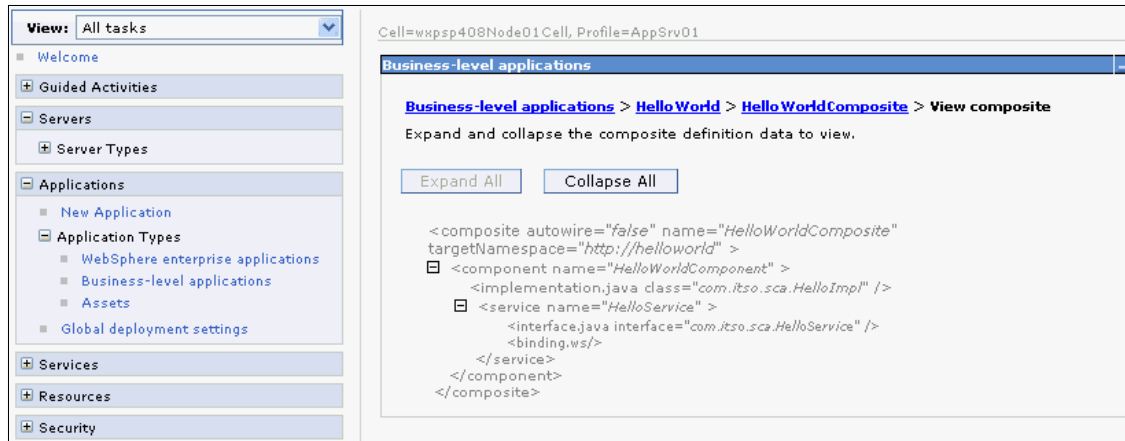 View: All tasks
Welcome
Guided Activities
Servers
Server Types
Applications
New Application
Application Types
WebSphere enterprise applications
Business-level applications
Assets
Global deployment settings
Services
Resources
Security
Cell=wxpsp408Node01Cell, Profile=AppSrv01
Business-level applications
Business-level applications > HelloWorld > HelloWorldComposite > View composite
Expand and collapse the composite definition data to view.
Expand All Collapse All
<composite autowire="false" name="HelloWorldComposite"
targetNamespace="http://helloworld" >
<component name="HelloWorldComponent" >
<implementation.java class="com.itso.sca.HelloImpl" />
<service name="HelloService" >
<interface.java interface="com.itso.sca.HelloService" />
<binding.ws/>
</service>
</component>
</composite>